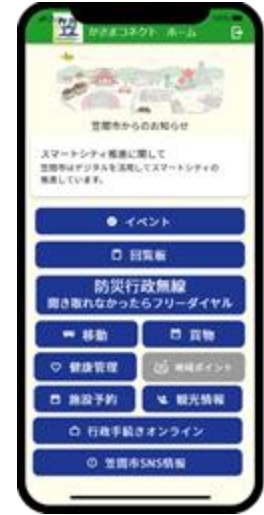 かさまコネクト ホーム
笠間市からのお知らせ
スマートシティ推進に関して
笠間市はデジタルを活用してスマートシティの
推進しています。
イベント
回覧板
防災行政無線
聞き取れなかったらフリーダイヤル
移動
買物
健康管理
地域ポイント
施設予約
観光情報
行政手続きオンライン
笠間市SNS情報